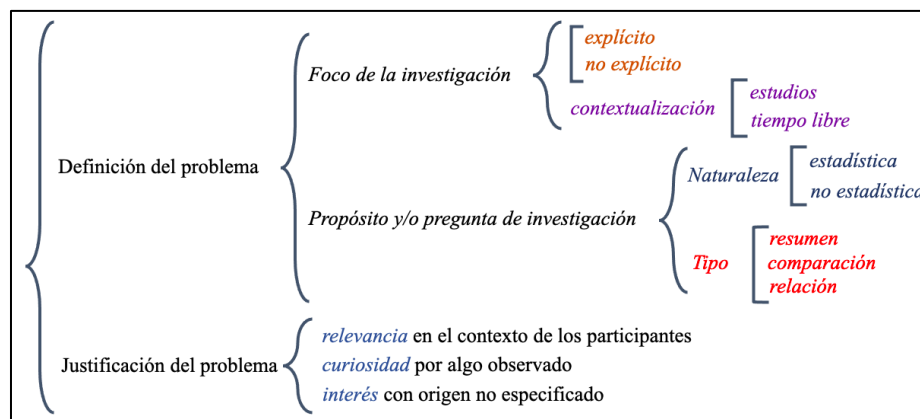 explícito
no explícito
Foco de la investigación
contextualización
estudios
tiempo libre
Definición del problema
Propósito y/o pregunta de investigación
Naturaleza
estadística
no estadística
Tipo
resumen
comparación
relación
Justificación del problema
relevancia en el contexto de los participantes
curiosidad por algo observado
interés con origen no especificado